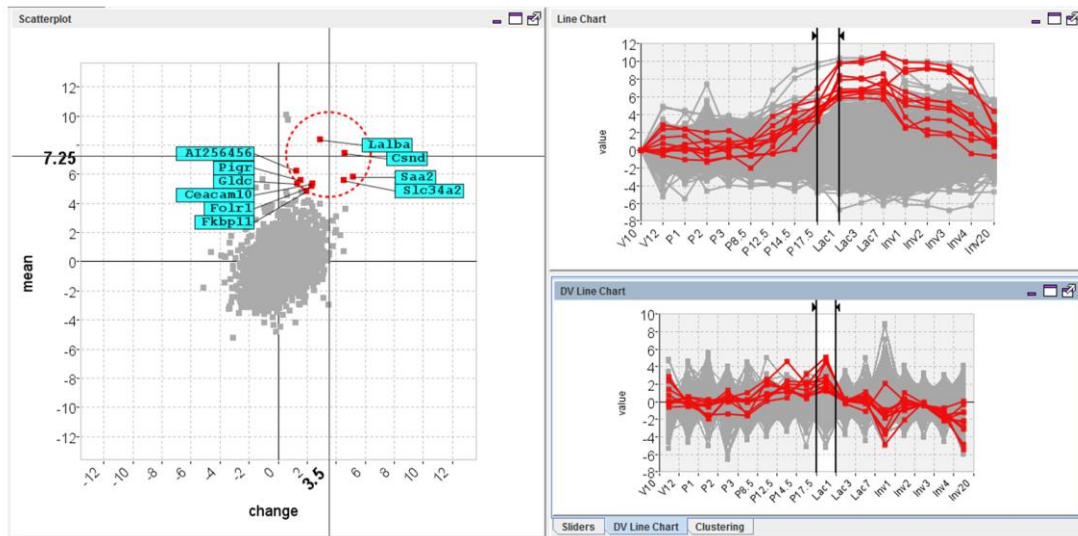 Scatterplot
12
10
8
7.25
6
4
2
0
-2
-4
-6
-8
-10
-12
mean
-12
-10
-8
-6
-4
-2
0
2
3.5
4
6
8
10
12
change
Lalba
Csnd
AI256456
Pigr
Gldc
Ceacam10
Folr1
Fkbp11
Saa2
Slc34a2
Line Chart
12
10
8
6
4
2
0
-2
-4
-6
-8
value
V10
V12
P1
P2
P3
P8.5
P12.5
P14.5
P17.5
Lac1
Lac3
Lac7
Inv1
Inv2
Inv3
Inv4
Inv20
DV Line Chart
10
8
6
4
2
0
-2
-4
-6
-8
value
V10
V12
P1
P2
P3
P8.5
P12.5
P14.5
P17.5
Lac1
Lac3
Lac7
Inv1
Inv2
Inv3
Inv4
Inv20
Sliders DV Line Chart Clustering